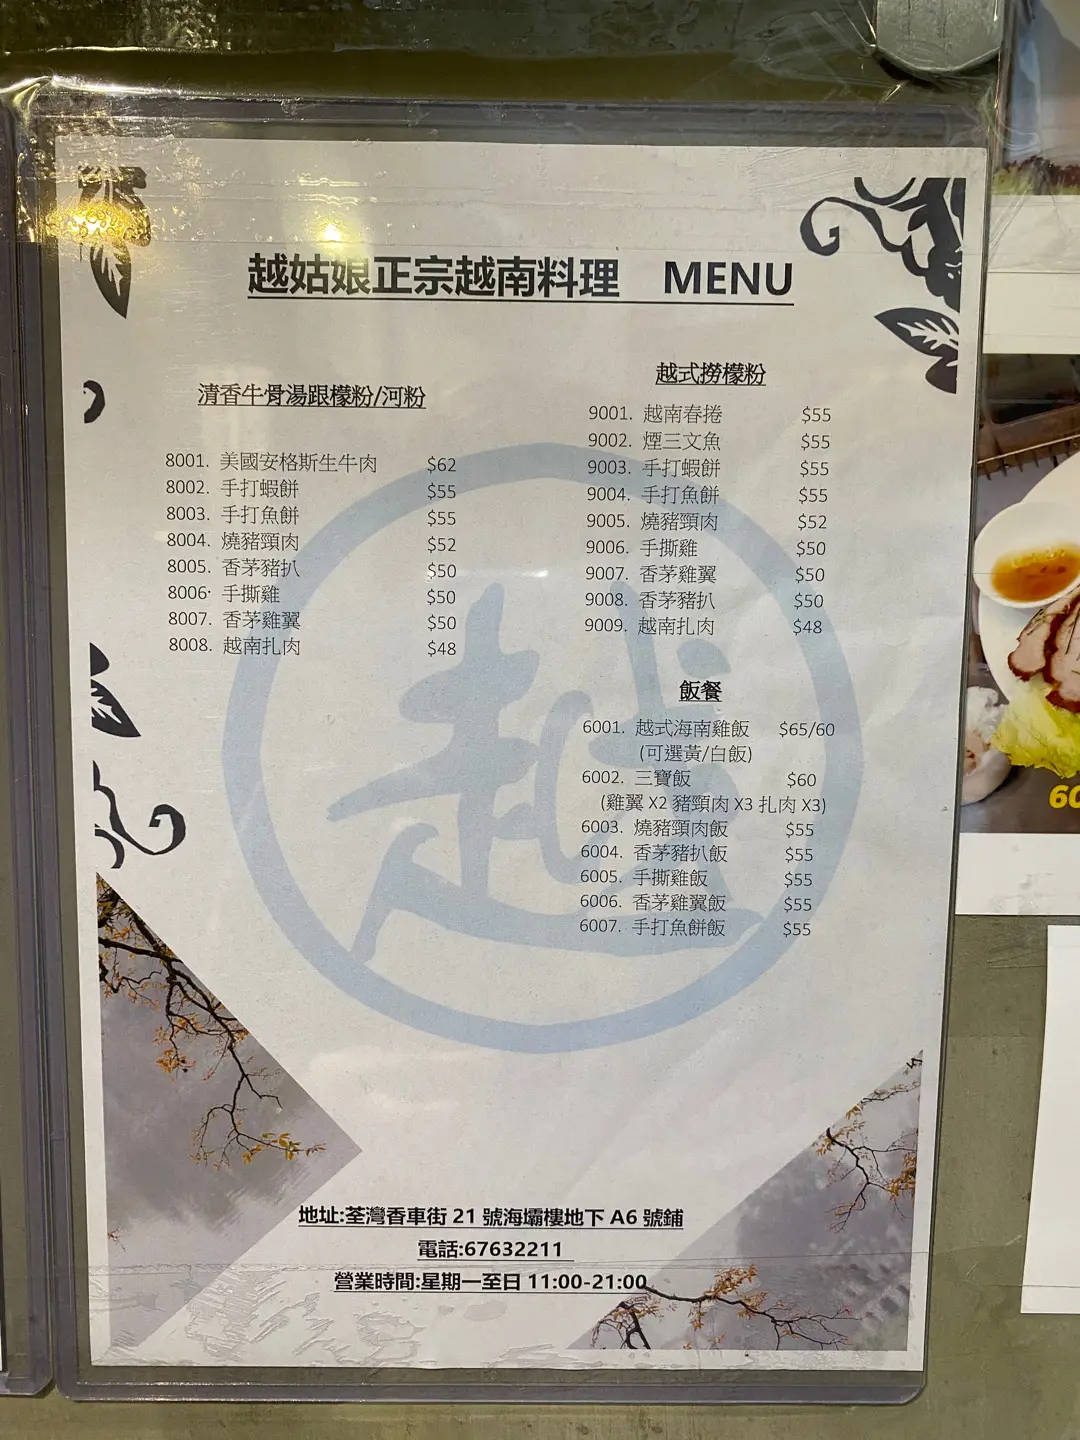 越姑娘正宗越南料理 MENU
清香牛骨湯跟檬粉/河粉
8001. 美國安格斯生牛肉 $62
8002. 手打蝦餅 $55
8003. 手打魚餅 $55
8004. 燒豬頸肉 $52
8005. 香茅豬扒 $50
8006· 手撕雞 $50
8007. 香茅雞翼 $50
8008. 越南扎肉 $48
越式撈檬粉
9001. 越南春捲 $55
9002. 煙三文魚 $55
9003. 手打蝦餅 $55
9004. 手打魚餅 $55
9005. 燒豬頸肉 $52
9006. 手撕雞 $50
9007. 香茅雞翼 $50
9008. 香茅豬扒 $50
9009. 越南扎肉 $48
飯餐
6001. 越式海南雞飯 $65/60
(可選黃/白飯)
6002. 三寶飯 $60
(雞翼 X2 豬頸肉 X3 扎肉 X3)
6003. 燒豬頸肉飯 $55
6004. 香茅豬扒飯 $55
6005. 手撕雞飯 $55
6006. 香茅雞翼飯 $55
6007. 手打魚餅飯 $55
越
地址:荃灣香車街 21 號海壩樓地下 A6 號鋪
電話:67632211
營業時間:星期一至日 11:00-21:00
60